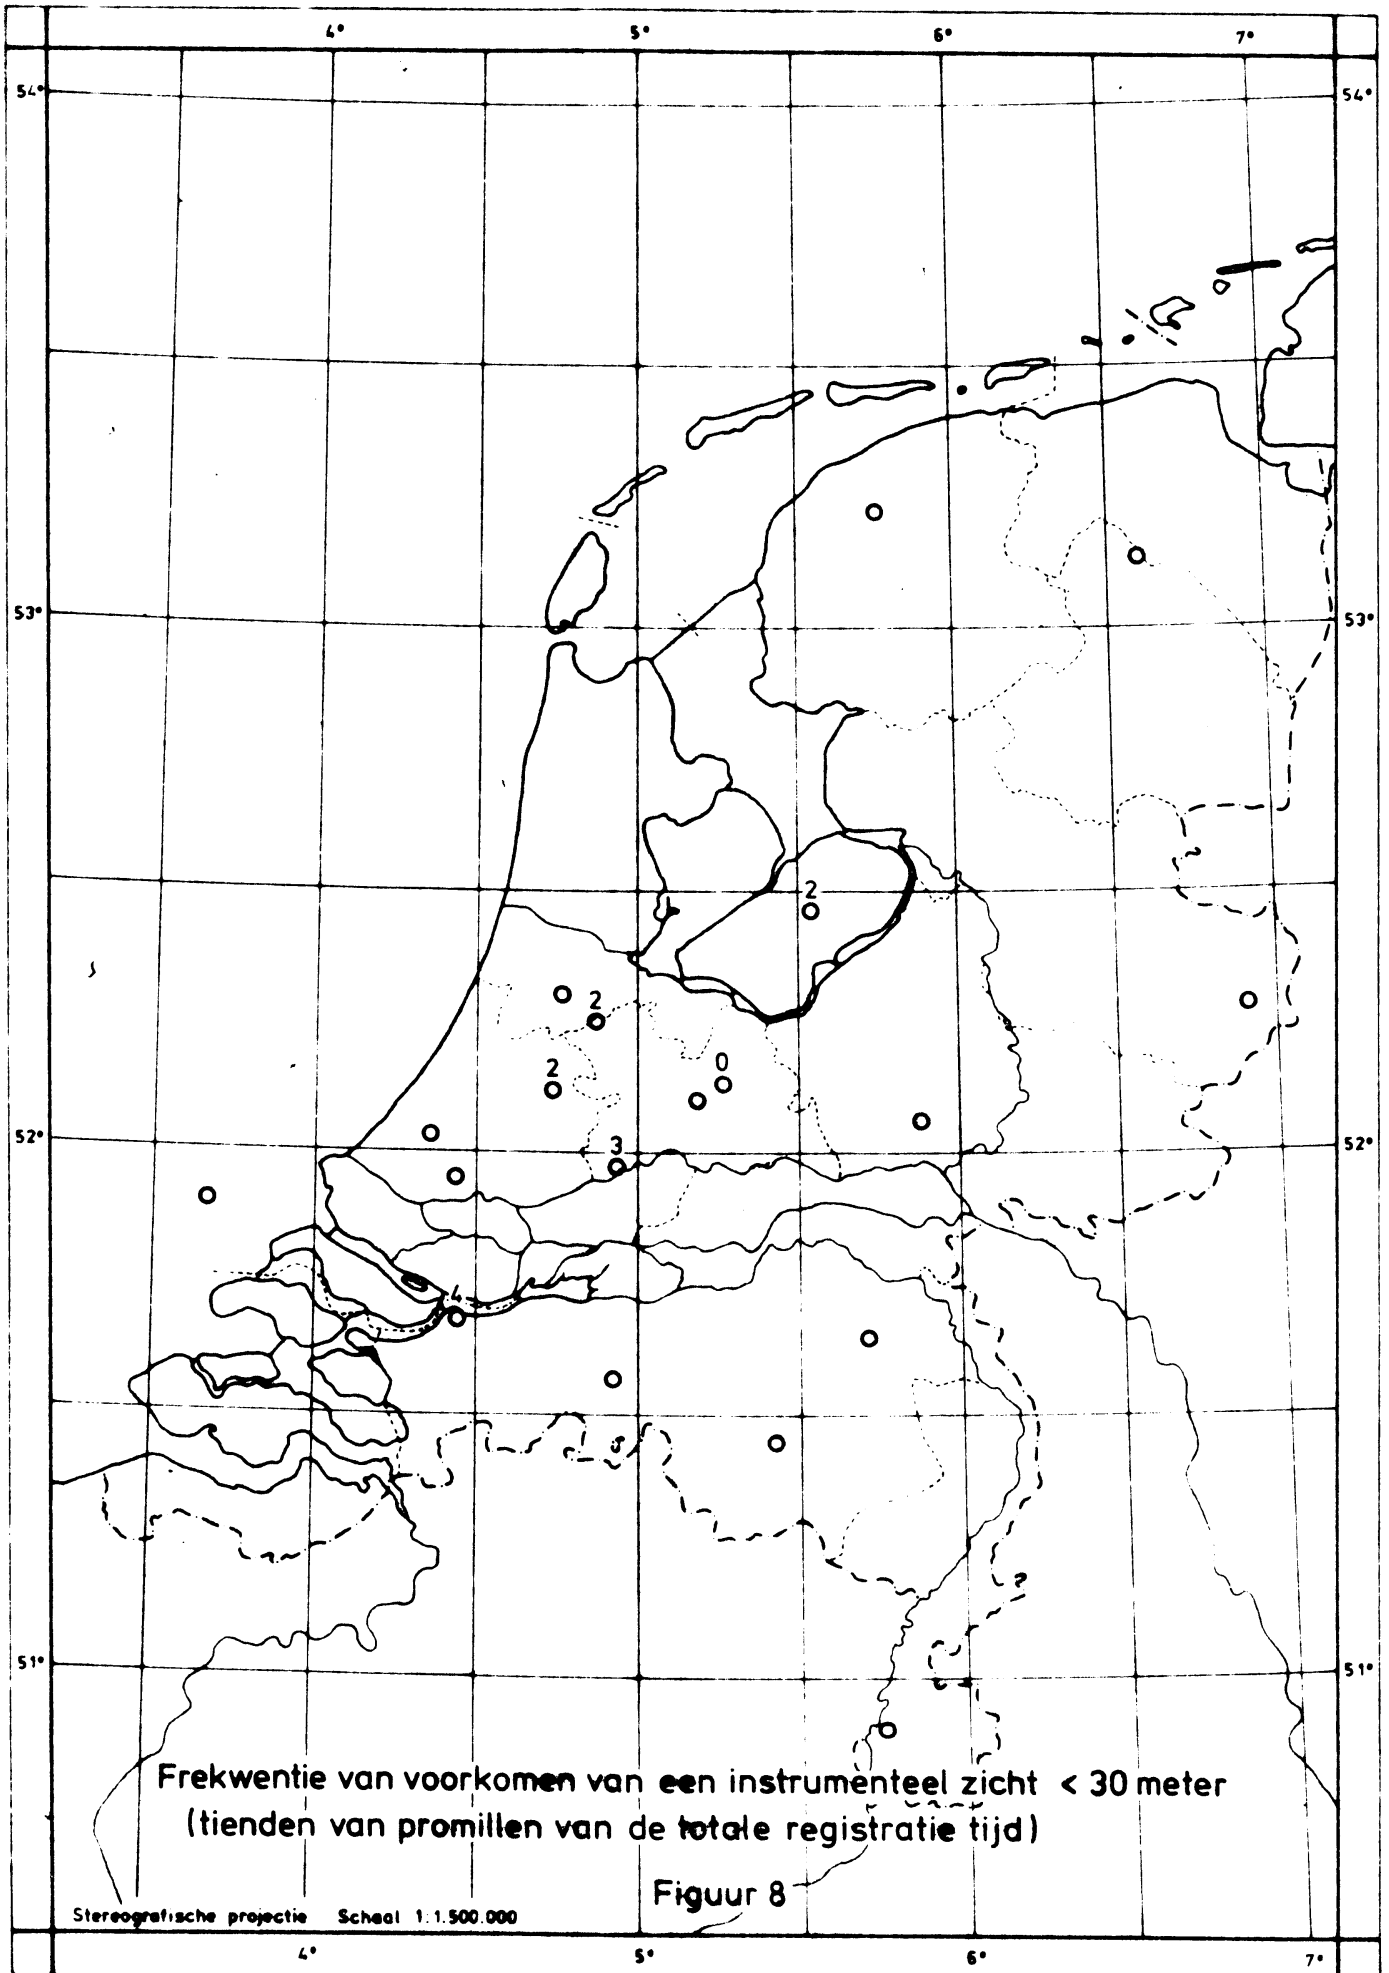 4° 5° 6° 7°
54° 54°
53° 53°
2
2
2 0
52° 3 52°
4
51° 51°
Frekwentie van voorkomen van een instrumenteel zicht < 30 meter
(tienden van promillen van de totale registratie tijd)
Figuur 8
Stereografische projectie Schaal 1:1.500.000
4° 5° 6° 7°